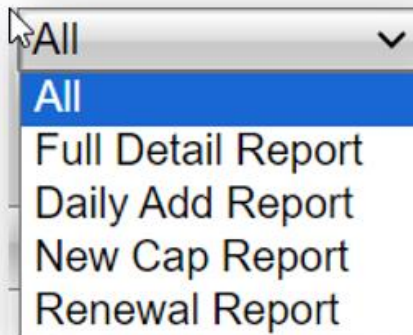 All
All
Full Detail Report
Daily Add Report
New Cap Report
Renewal Report